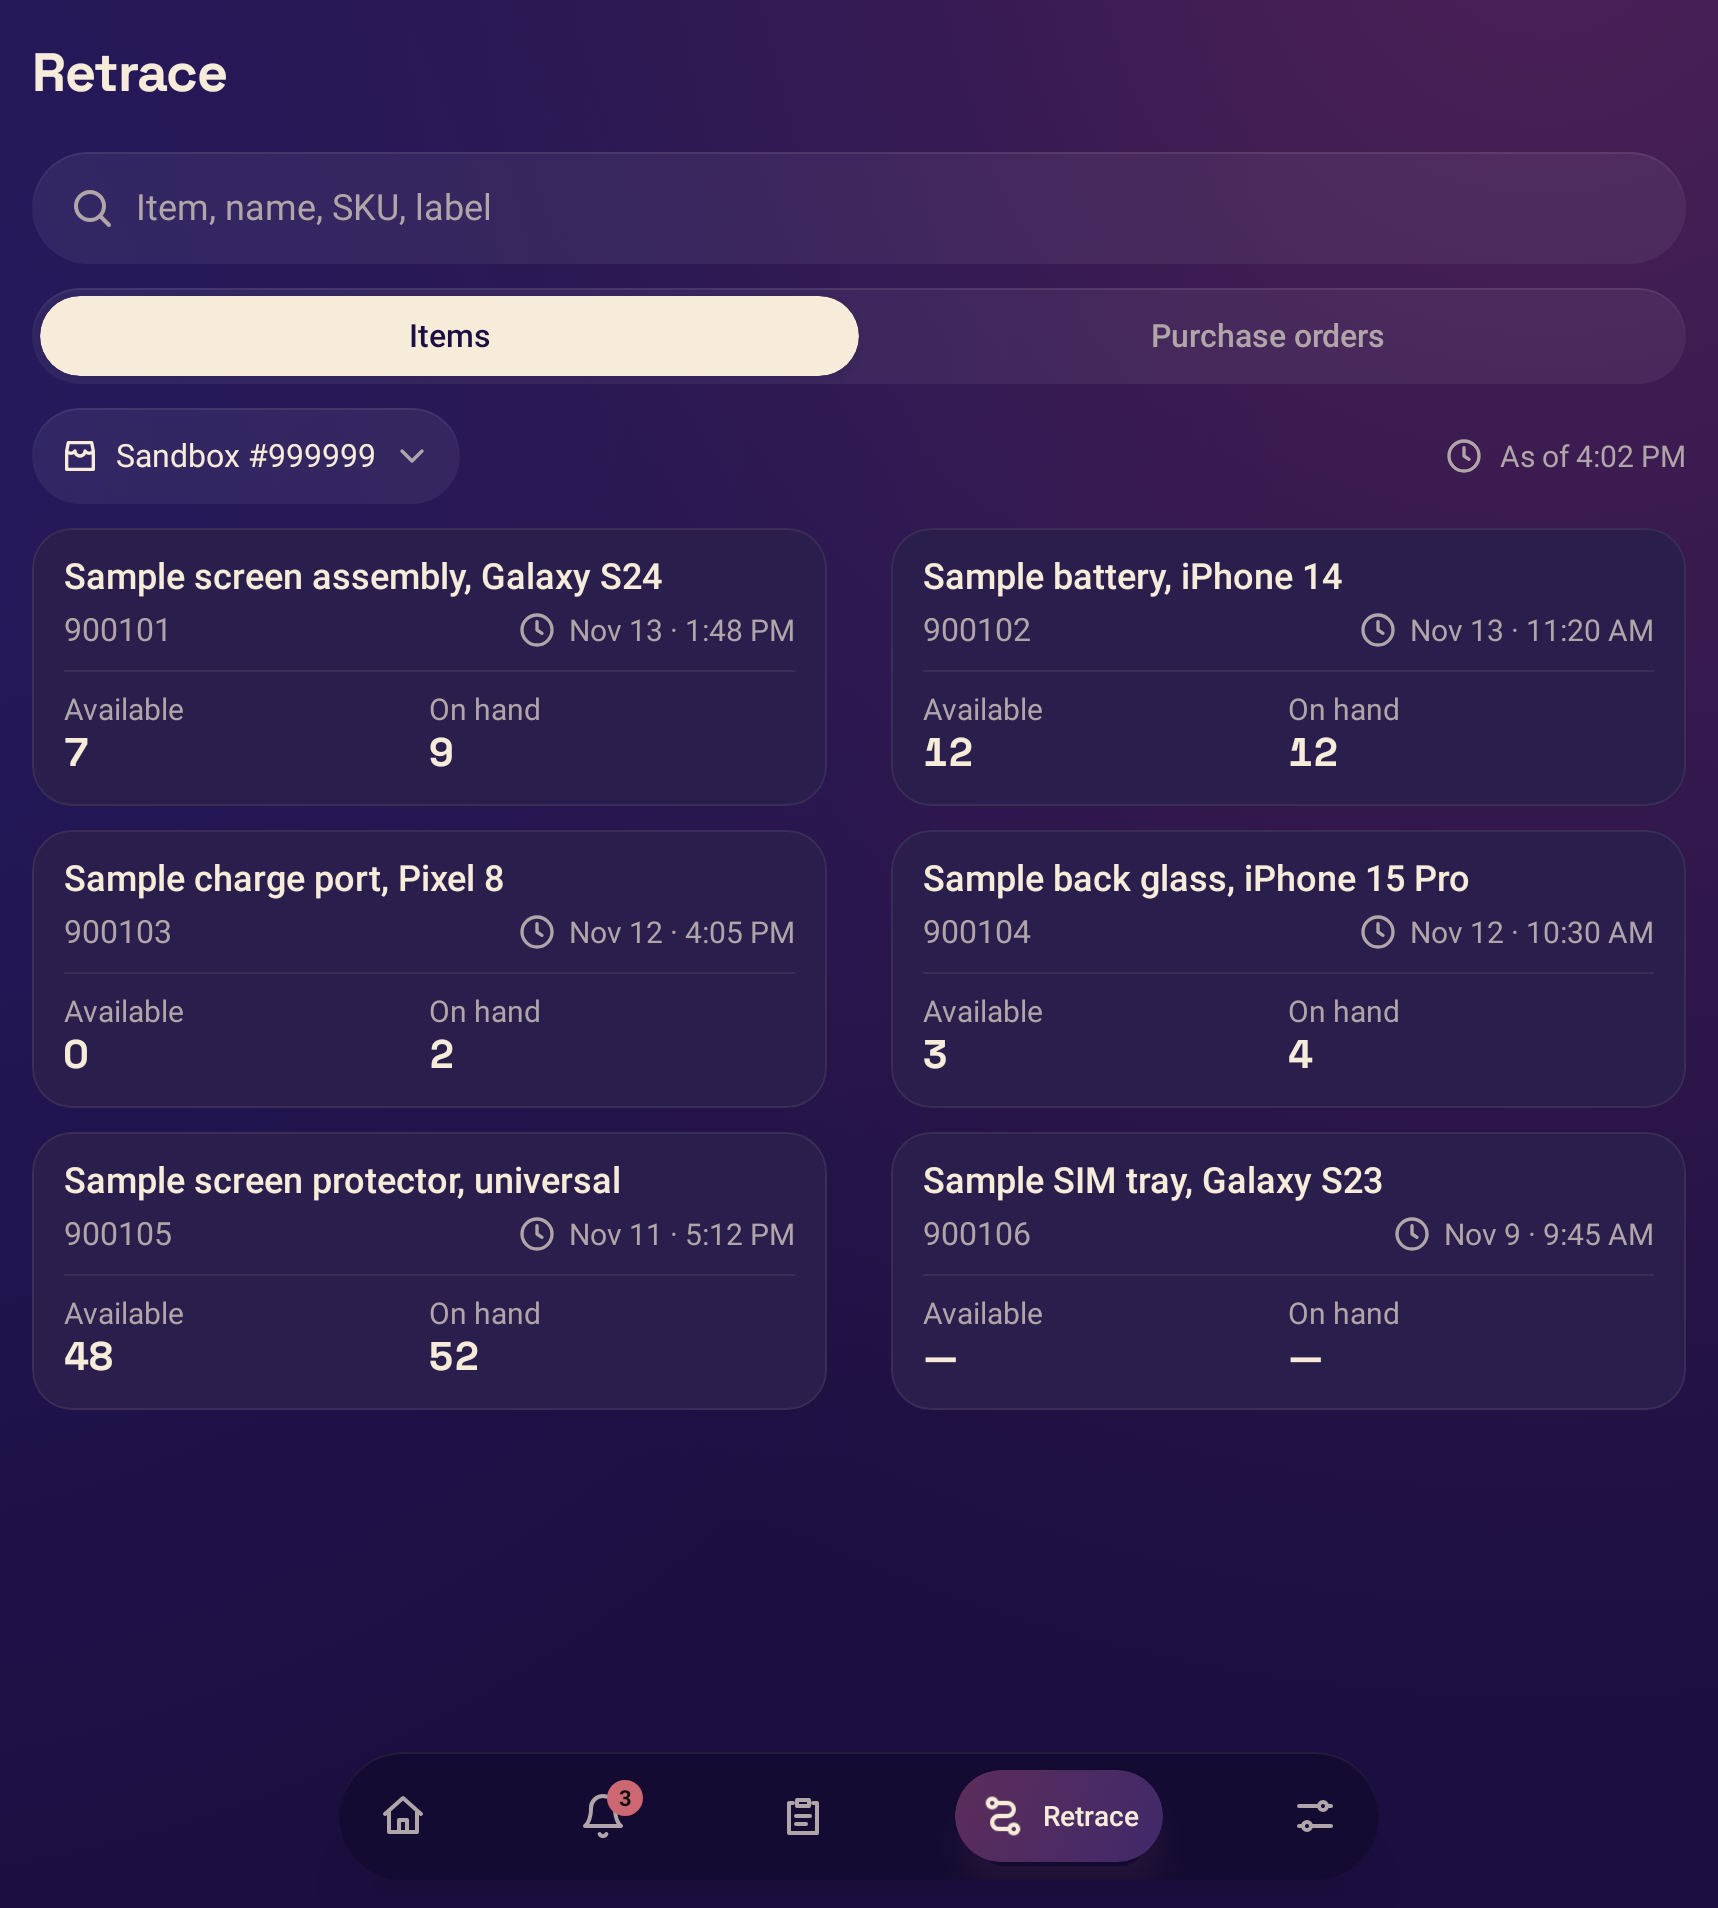 Retrace
Item, name, SKU, label
Items
Purchase orders
Sandbox #999999
As of 4:02 PM
Sample screen assembly, Galaxy S24
900101
Nov 13 · 1:48 PM
Available
On hand
7
9
Sample battery, iPhone 14
900102
Nov 13 · 11:20 AM
Available
On hand
12
12
Sample charge port, Pixel 8
900103
Nov 12 · 4:05 PM
Available
On hand
0
2
Sample back glass, iPhone 15 Pro
900104
Nov 12 · 10:30 AM
Available
On hand
3
4
Sample screen protector, universal
900105
Nov 11 · 5:12 PM
Available
On hand
48
52
Sample SIM tray, Galaxy S23
900106
Nov 9 · 9:45 AM
Available
On hand
—
—
3
Retrace